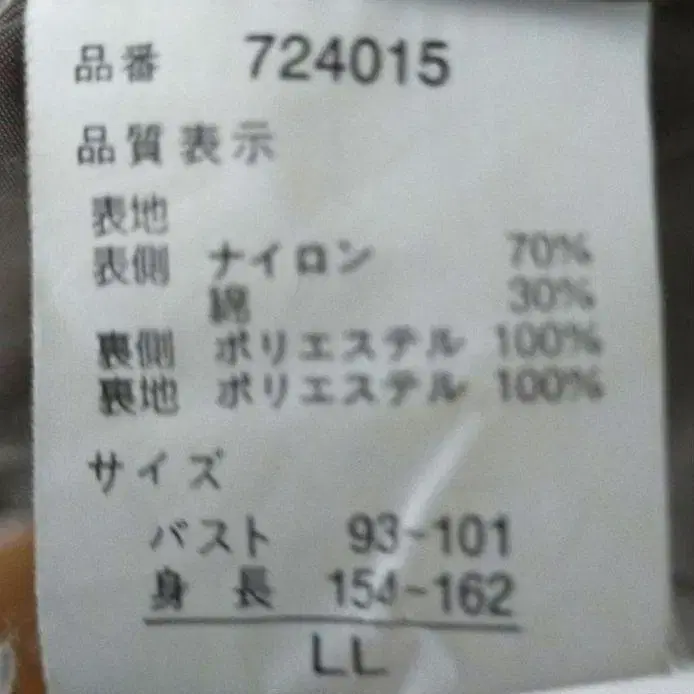 品番 724015
品質表示
表地
表側 ナイロン 70%
綿 30%
裏側 ポリエステル 100%
裏地 ポリエステル 100%
サイズ
バスト 93-101
身長 154-162
LL